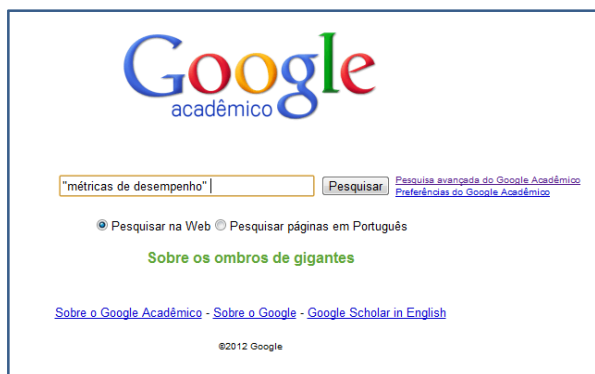 Google
acadêmico
"métricas de desempenho" Pesquisar Pesquisa avançada do Google Acadêmico
Preferências do Google Acadêmico
Pesquisar na Web Pesquisar páginas em Português
Sobre os ombros de gigantes
Sobre o Google Acadêmico - Sobre o Google - Google Scholar in English
©2012 Google